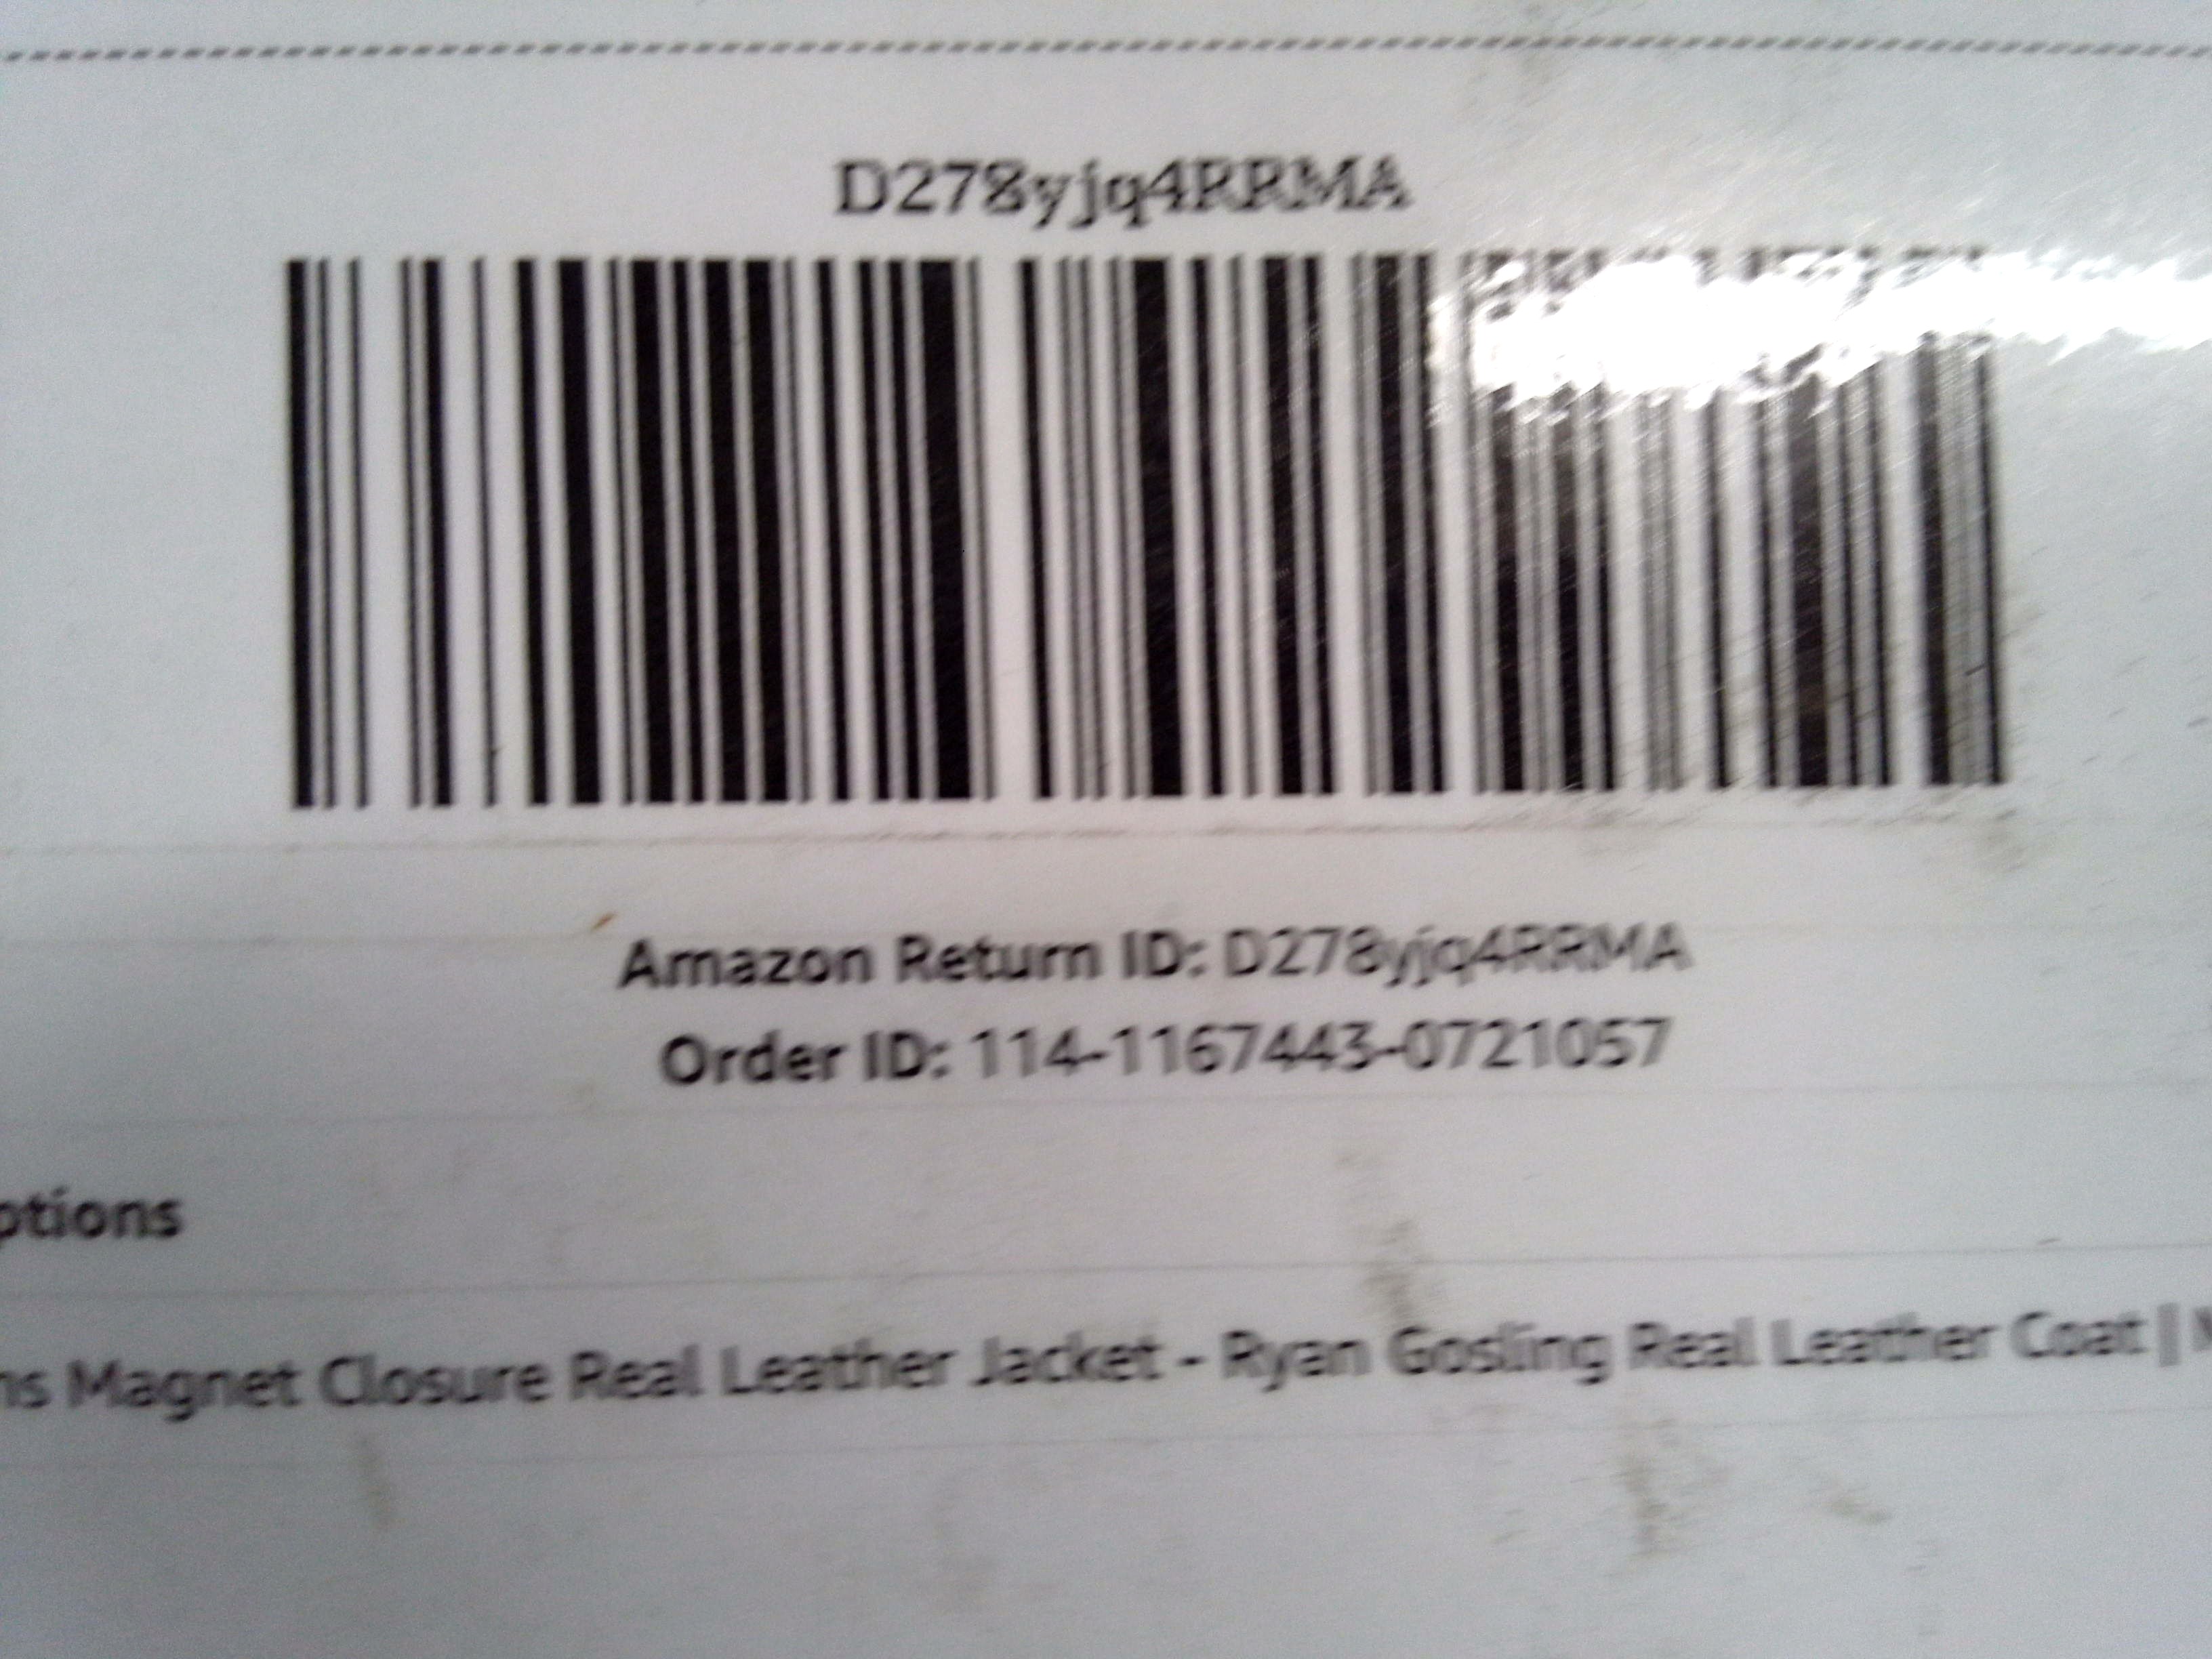 D278yjq4RRMA
Amazon Return ID: D278yjq4RRMA
Order ID: 114-1167443-0721057
ptions
ns Magnet Closure Real Leather Jacket - Ryan Gosling Real Leather Coat |